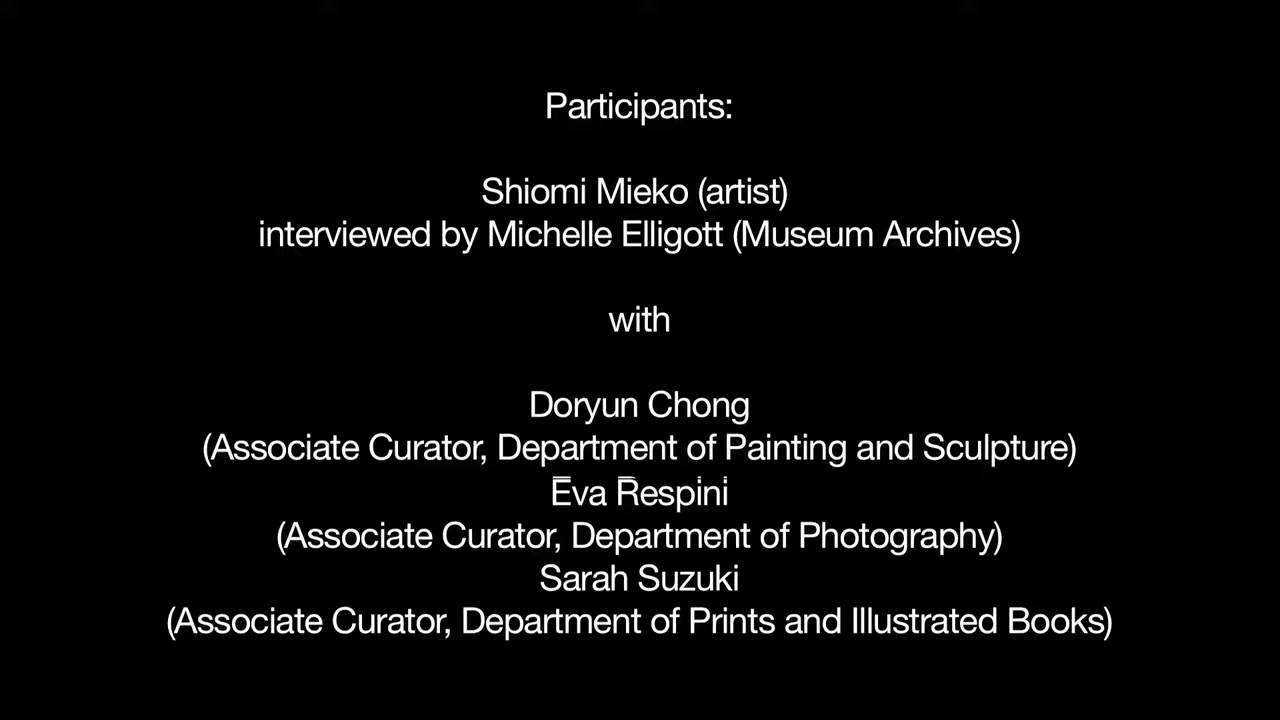 Participants:
Shiomi Mieko (artist)
interviewed by Michelle Elligott (Museum Archives)
with
Doryun Chong
(Associate Curator, Department of Painting and Sculpture)
Eva Respini
(Associate Curator, Department of Photography)
Sarah Suzuki
(Associate Curator, Department of Prints and Illustrated Books)